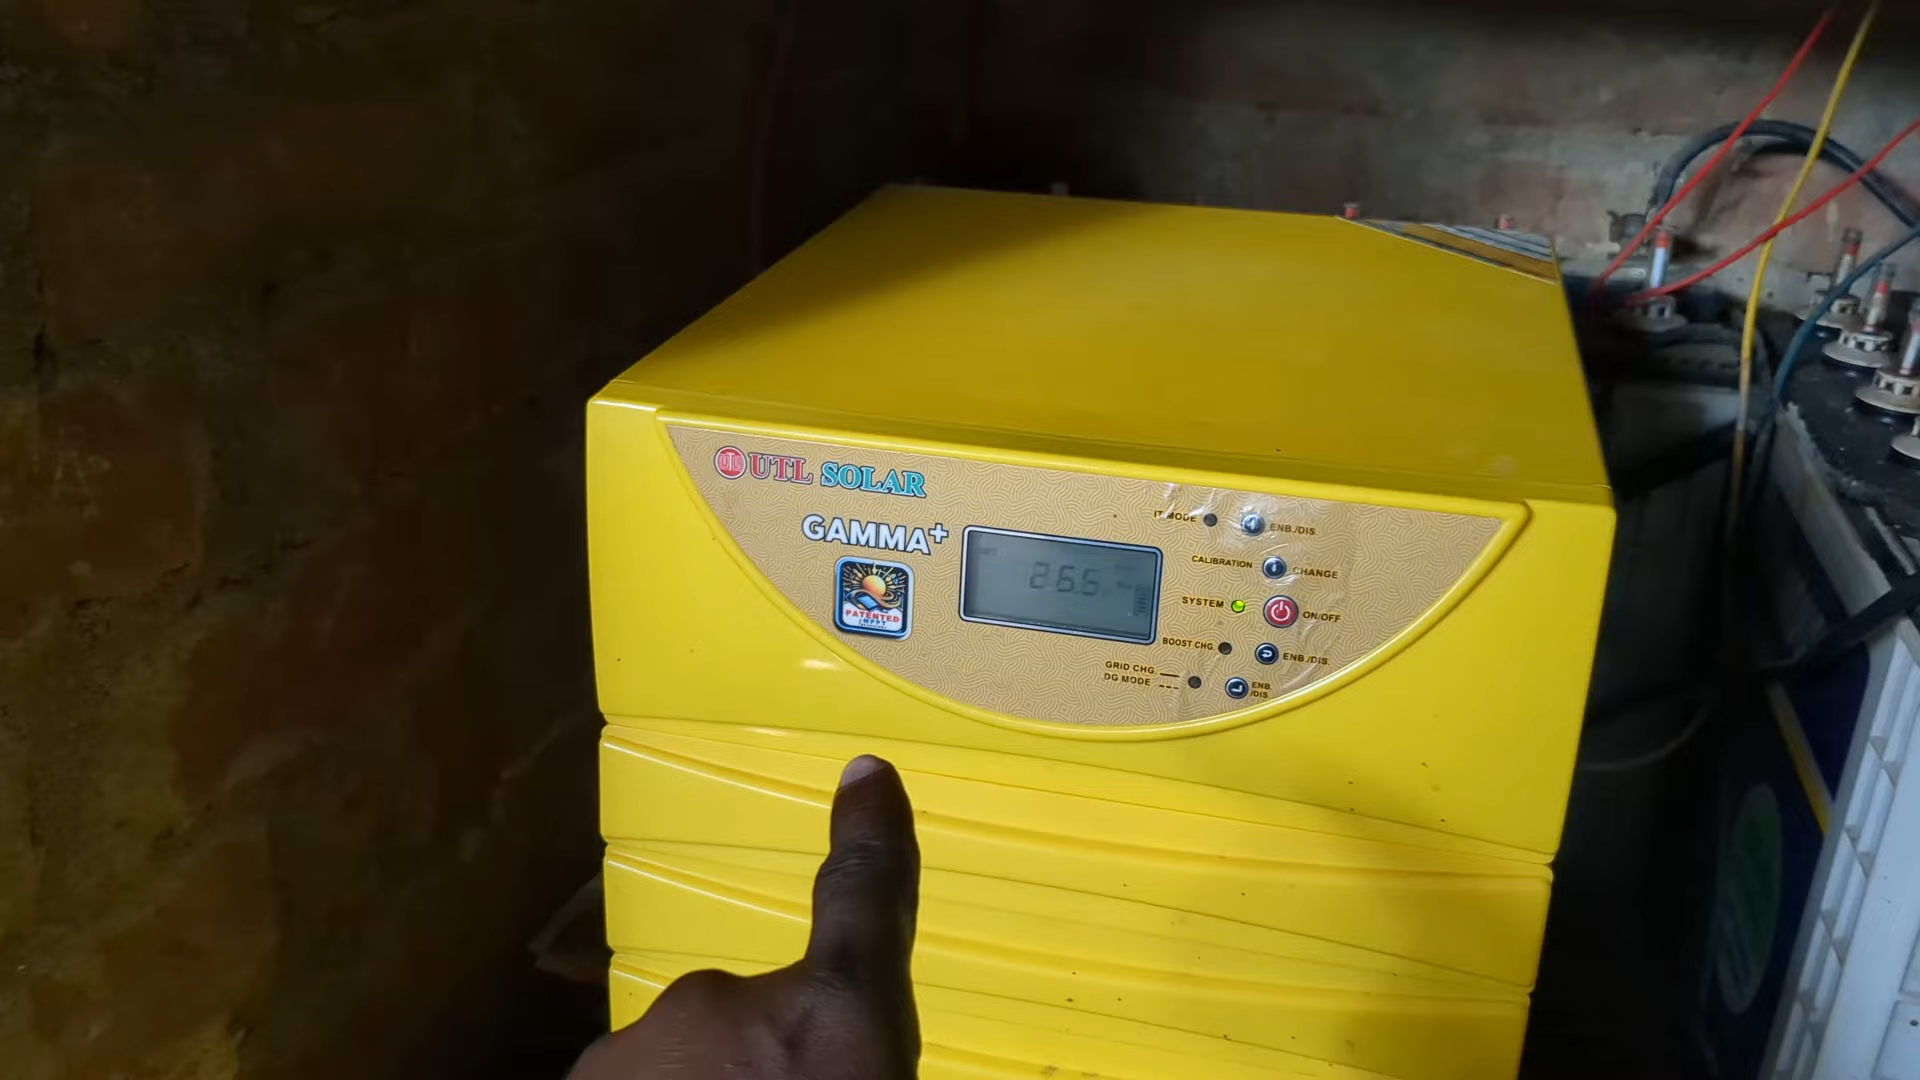 UTL SOLAR
GAMMA+
PATENTED
MPPT
26.6
IT MODE
ENB./DIS.
CALIBRATION
CHANGE
SYSTEM
ON/OFF
BOOST CHG.
ENB./DIS.
GRID CHG.
DG MODE
ENB.
/DIS.